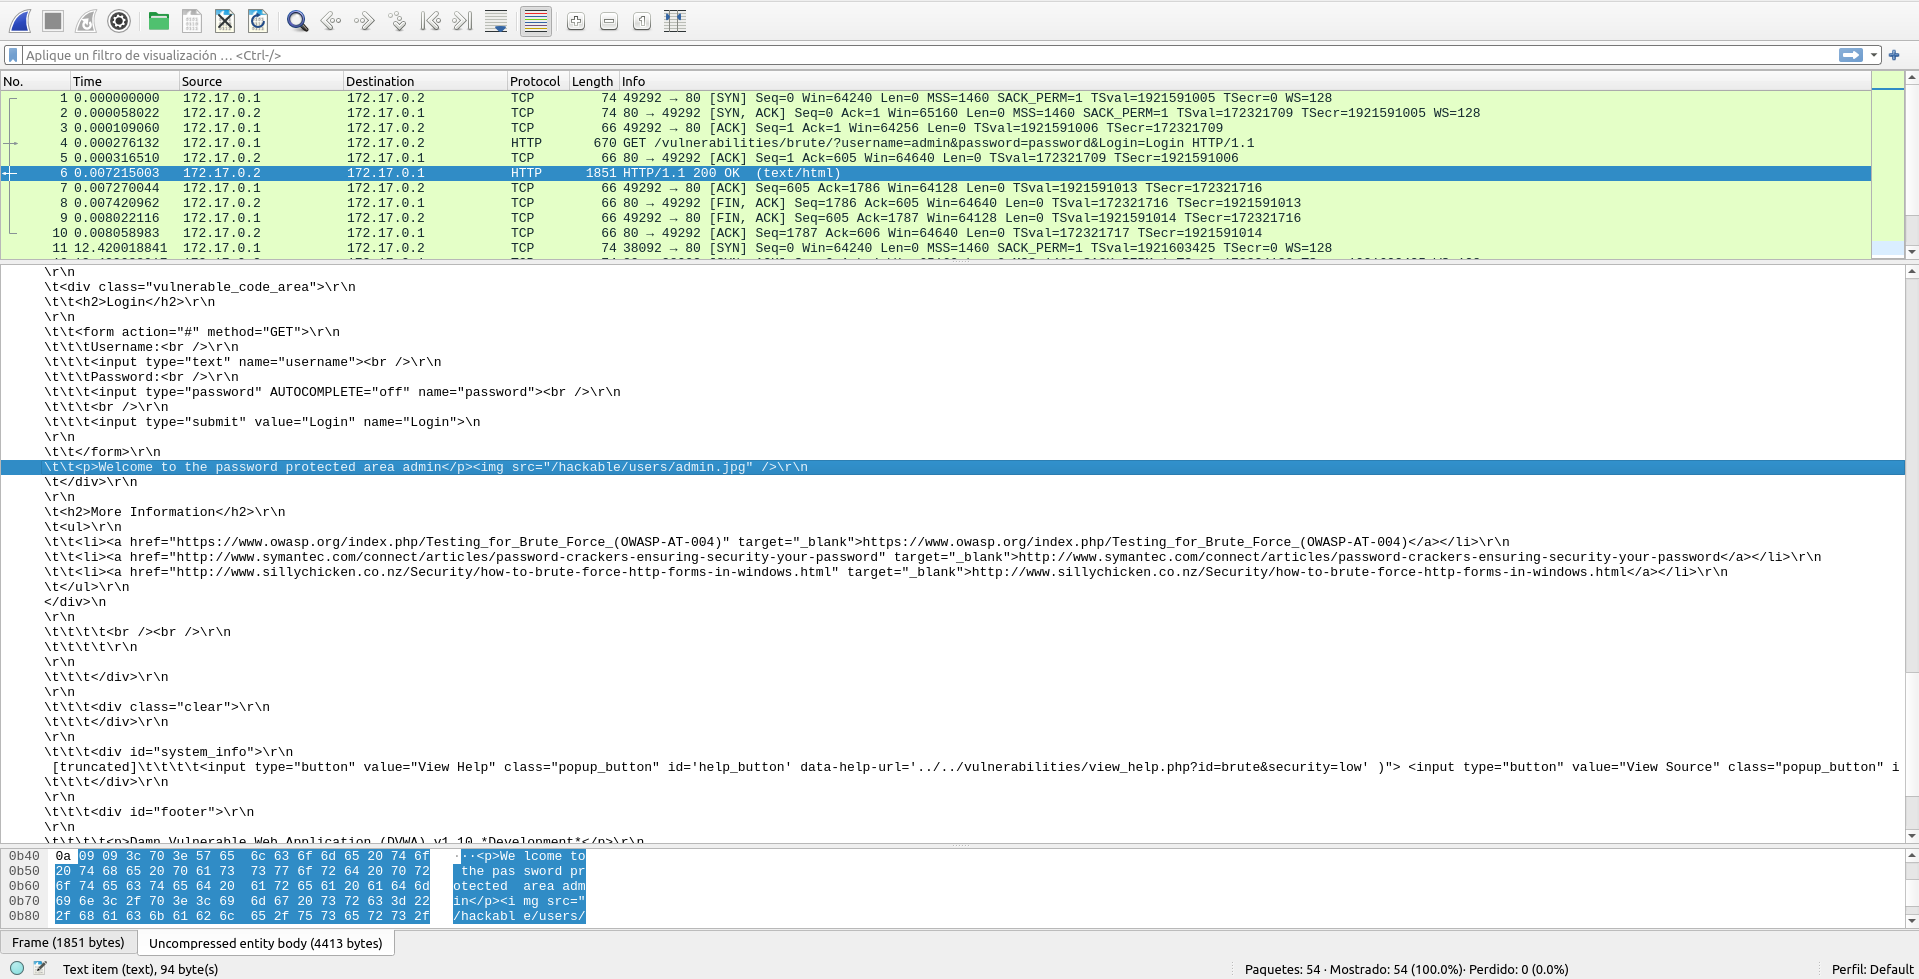 Aplique un filtro de visualización … <Ctrl-/>
No. Time Source Destination Protocol Length Info
1 0.000000000 172.17.0.1 172.17.0.2 TCP 74 49292 → 80 [SYN] Seq=0 Win=64240 Len=0 MSS=1460 SACK_PERM=1 TSval=1921591005 TSecr=0 WS=128
2 0.000058022 172.17.0.2 172.17.0.1 TCP 74 80 → 49292 [SYN, ACK] Seq=0 Ack=1 Win=65160 Len=0 MSS=1460 SACK_PERM=1 TSval=172321709 TSecr=1921591005 WS=128
3 0.000109060 172.17.0.1 172.17.0.2 TCP 66 49292 → 80 [ACK] Seq=1 Ack=1 Win=64256 Len=0 TSval=1921591006 TSecr=172321709
4 0.000276132 172.17.0.1 172.17.0.2 HTTP 670 GET /vulnerabilities/brute/?username=admin&password=password&Login=Login HTTP/1.1
5 0.000316510 172.17.0.2 172.17.0.1 TCP 66 80 → 49292 [ACK] Seq=1 Ack=605 Win=64640 Len=0 TSval=172321709 TSecr=1921591006
6 0.007215003 172.17.0.2 172.17.0.1 HTTP 1851 HTTP/1.1 200 OK  (text/html)
7 0.007270044 172.17.0.1 172.17.0.2 TCP 66 49292 → 80 [ACK] Seq=605 Ack=1786 Win=64128 Len=0 TSval=1921591013 TSecr=172321716
8 0.007420962 172.17.0.2 172.17.0.1 TCP 66 80 → 49292 [FIN, ACK] Seq=1786 Ack=605 Win=64640 Len=0 TSval=172321716 TSecr=1921591013
9 0.008022116 172.17.0.1 172.17.0.2 TCP 66 49292 → 80 [FIN, ACK] Seq=605 Ack=1787 Win=64128 Len=0 TSval=1921591014 TSecr=172321716
10 0.008058983 172.17.0.2 172.17.0.1 TCP 66 80 → 49292 [ACK] Seq=1787 Ack=606 Win=64640 Len=0 TSval=172321717 TSecr=1921591014
11 12.420018841 172.17.0.1 172.17.0.2 TCP 74 38092 → 80 [SYN] Seq=0 Win=64240 Len=0 MSS=1460 SACK_PERM=1 TSval=1921603425 TSecr=0 WS=128
\r\n
\t<div class="vulnerable_code_area">\r\n
\t\t<h2>Login</h2>\r\n
\r\n
\t\t<form action="#" method="GET">\r\n
\t\t\tUsername:<br />\r\n
\t\t\t<input type="text" name="username"><br />\r\n
\t\t\tPassword:<br />\r\n
\t\t\t<input type="password" AUTOCOMPLETE="off" name="password"><br />\r\n
\t\t\t<br />\r\n
\t\t\t<input type="submit" value="Login" name="Login">\n
\r\n
\t\t</form>\r\n
\t\t<p>Welcome to the password protected area admin</p><img src="/hackable/users/admin.jpg" />\r\n
\t</div>\r\n
\r\n
\t<h2>More Information</h2>\r\n
\t<ul>\r\n
\t\t<li><a href="https://www.owasp.org/index.php/Testing_for_Brute_Force_(OWASP-AT-004)" target="_blank">https://www.owasp.org/index.php/Testing_for_Brute_Force_(OWASP-AT-004)</a></li>\r\n
\t\t<li><a href="http://www.symantec.com/connect/articles/password-crackers-ensuring-security-your-password" target="_blank">http://www.symantec.com/connect/articles/password-crackers-ensuring-security-your-password</a></li>\r\n
\t\t<li><a href="http://www.sillychicken.co.nz/Security/how-to-brute-force-http-forms-in-windows.html" target="_blank">http://www.sillychicken.co.nz/Security/how-to-brute-force-http-forms-in-windows.html</a></li>\r\n
\t</ul>\r\n
</div>\n
\r\n
\t\t\t\t<br /><br />\r\n
\t\t\t\t\r\n
\r\n
\t\t\t</div>\r\n
\r\n
\t\t\t<div class="clear">\r\n
\t\t\t</div>\r\n
\r\n
\t\t\t<div id="system_info">\r\n
[truncated]\t\t\t\t<input type="button" value="View Help" class="popup_button" id='help_button' data-help-url='../../vulnerabilities/view_help.php?id=brute&security=low' )"> <input type="button" value="View Source" class="popup_button" i
\t\t\t</div>\r\n
\r\n
\t\t\t<div id="footer">\r\n
\r\n
\t\t\t\t<p>Damn Vulnerable Web Application (DVWA) v1.10 *Development*</p>\r\n
0b40 0a 09 09 3c 70 3e 57 65 6c 63 6f 6d 65 20 74 6f ···<p>We lcome to
0b50 20 74 68 65 20 70 61 73 73 77 6f 72 64 20 70 72 the pas sword pr
0b60 6f 74 65 63 74 65 64 20 61 72 65 61 20 61 64 6d otected area adm
0b70 69 6e 3c 2f 70 3e 3c 69 6d 67 20 73 72 63 3d 22 in</p><i mg src="
0b80 2f 68 61 63 6b 61 62 6c 65 2f 75 73 65 72 73 2f /hackabl e/users/
Frame (1851 bytes) Uncompressed entity body (4413 bytes)
Text item (text), 94 byte(s) Paquetes: 54 · Mostrado: 54 (100.0%)· Perdido: 0 (0.0%) Perfil: Default